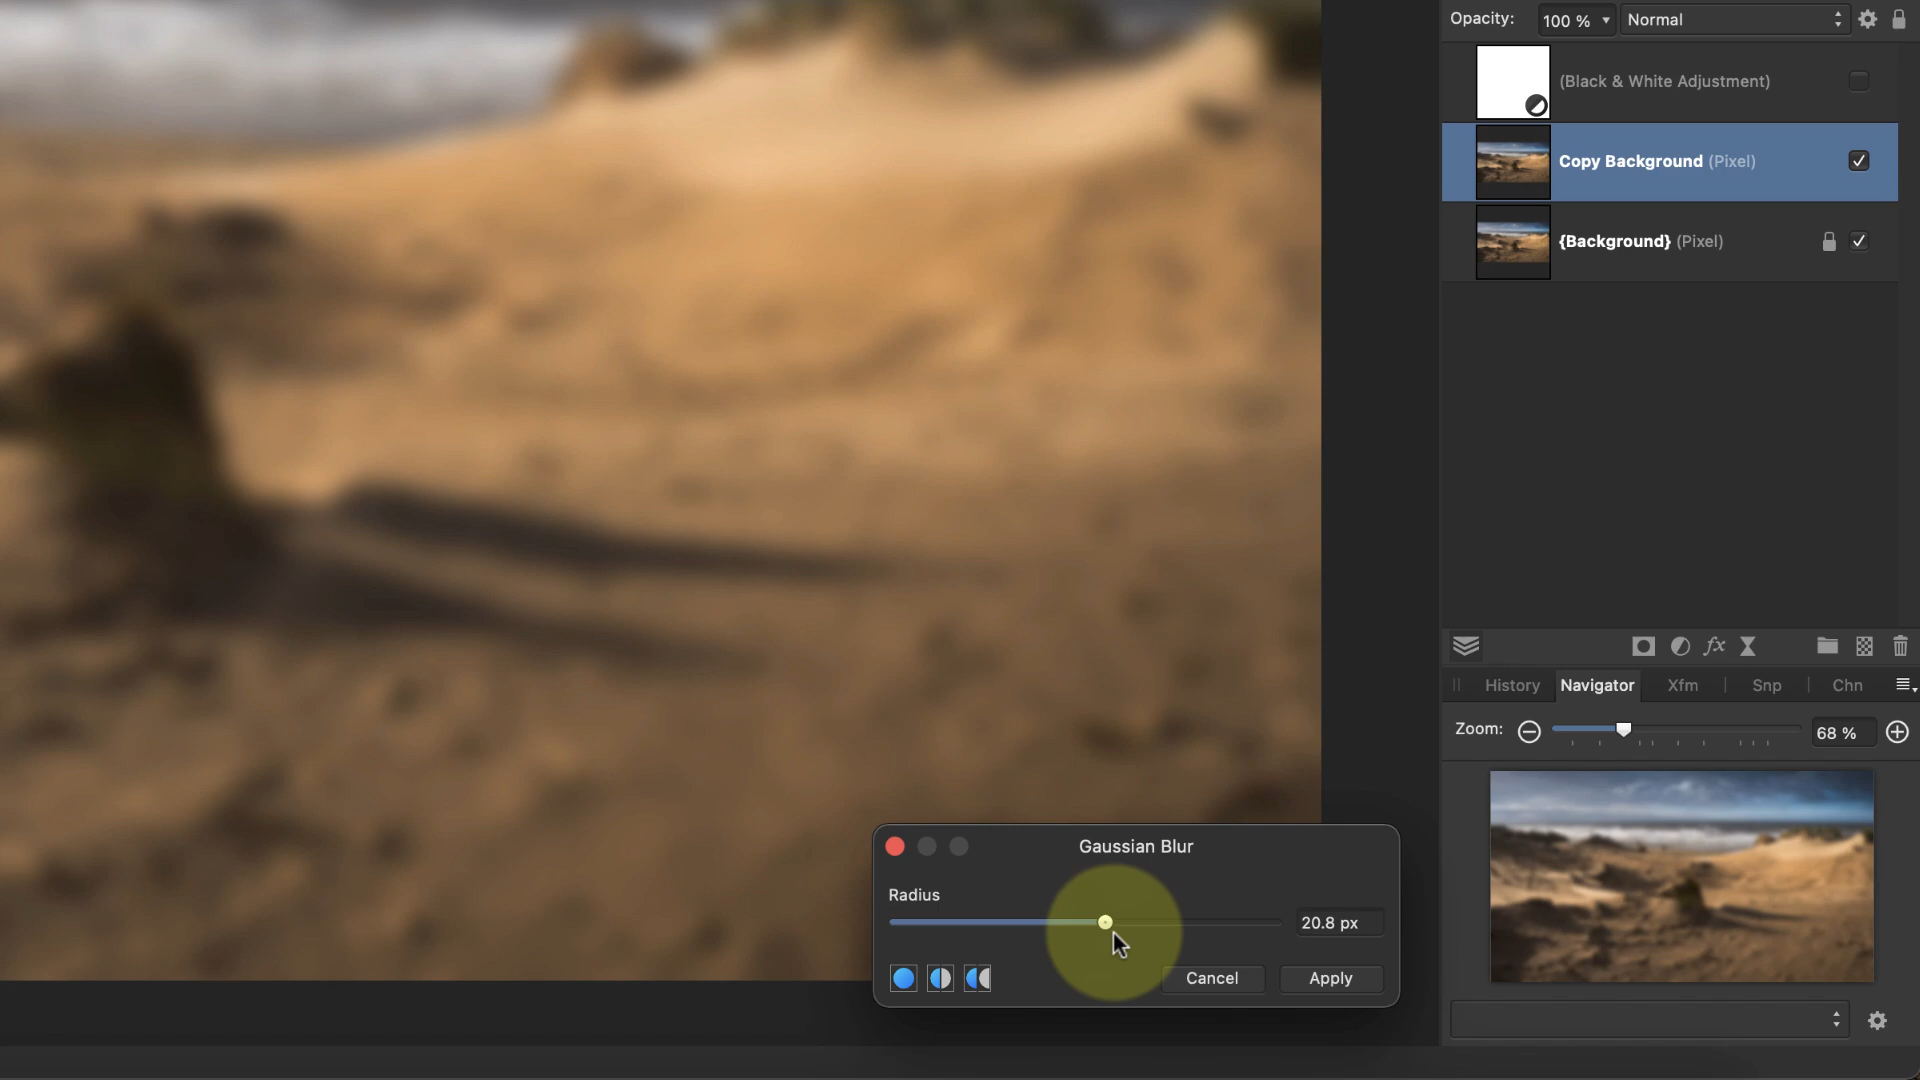 Opacity: 100 % Normal
(Black & White Adjustment)
Copy Background (Pixel)
{Background} (Pixel)
fx
History Navigator Xfm Snp Chn
Zoom: 68 %
Gaussian Blur
Radius
20.8 px
Cancel Apply